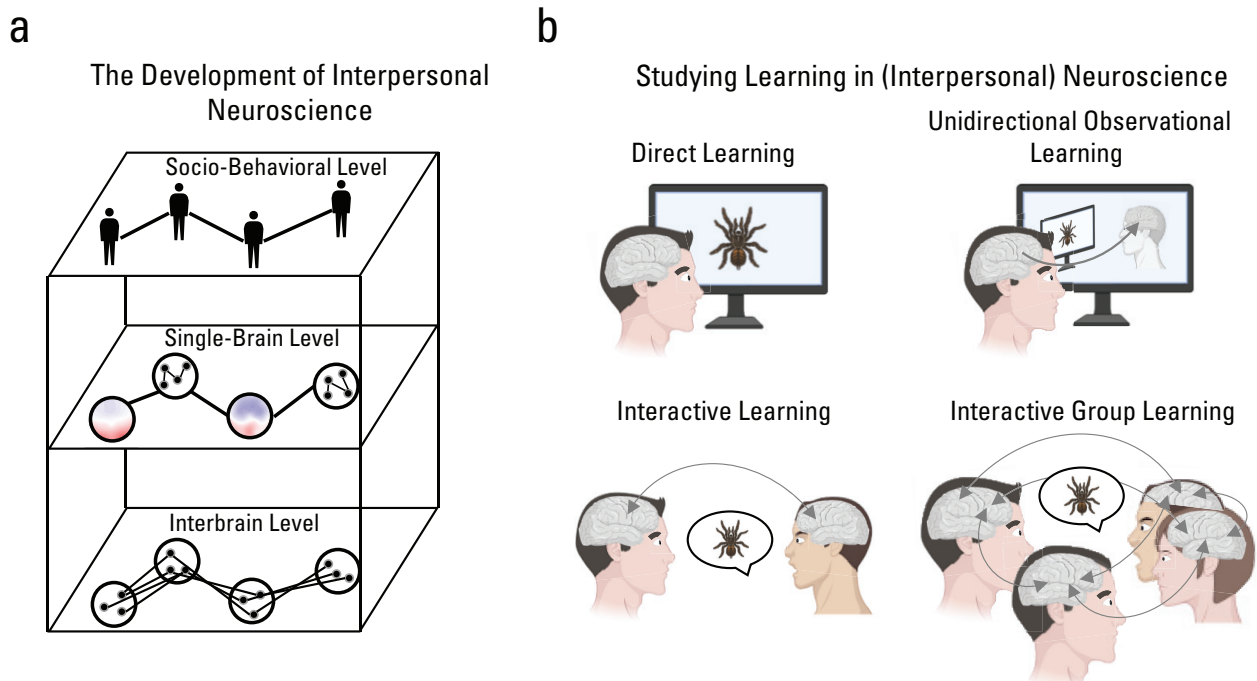 a
The Development of Interpersonal
Neuroscience
Socio-Behavioral Level
Single-Brain Level
Interbrain Level
b
Studying Learning in (Interpersonal) Neuroscience
Direct Learning
Unidirectional Observational
Learning
Interactive Learning
Interactive Group Learning